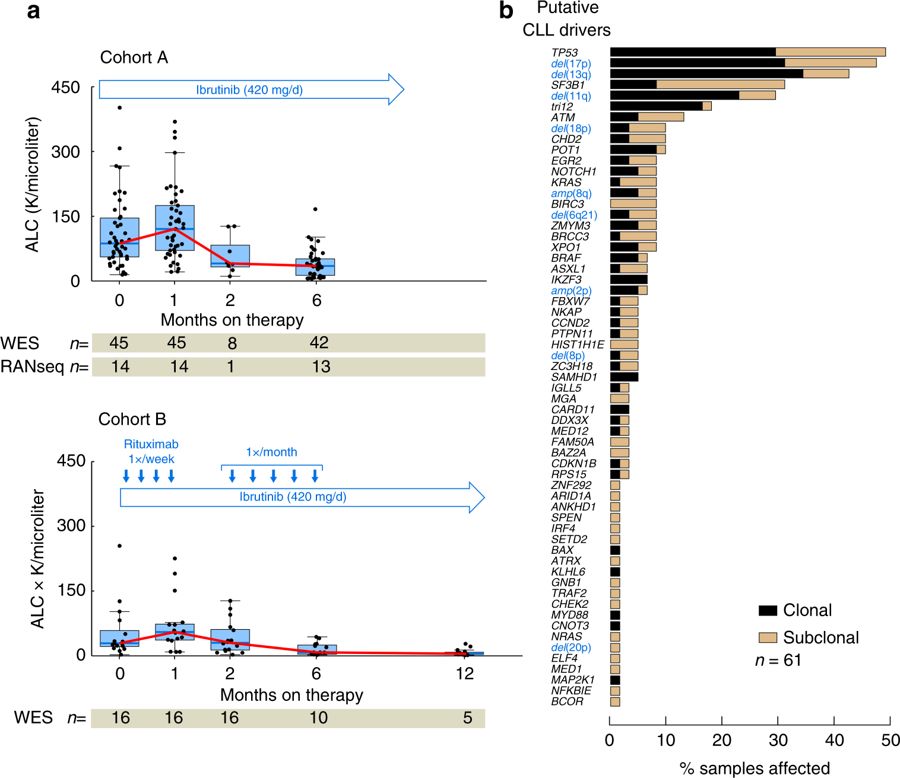 a
Cohort A
Ibrutinib (420 mg/d)
ALC (K/microliter)
450
300
150
0
0 1 2 6
Months on therapy
WES n= 45 45 8 42
RANseq n= 14 14 1 13
Cohort B
Rituximab
1×/week
1×/month
Ibrutinib (420 mg/d)
ALC × K/microliter
450
300
150
0
0 1 2 6 12
Months on therapy
WES n= 16 16 16 10 5
b
Putative
CLL drivers
TP53
del(17p)
del(13q)
SF3B1
del(11q)
tri12
ATM
del(18p)
CHD2
POT1
EGR2
NOTCH1
KRAS
amp(8q)
BIRC3
del(6q21)
ZMYM3
BRCC3
XPO1
BRAF
ASXL1
IKZF3
amp(2p)
FBXW7
NKAP
CCND2
PTPN11
HIST1H1E
del(8p)
ZC3H18
SAMHD1
IGLL5
MGA
CARD11
DDX3X
MED12
FAM50A
BAZ2A
CDKN1B
RPS15
ZNF292
ARID1A
ANKHD1
SPEN
IRF4
SETD2
BAX
ATRX
KLHL6
GNB1
TRAF2
CHEK2
MYD88
CNOT3
NRAS
del(20p)
ELF4
MED1
MAP2K1
NFKBIE
BCOR
Clonal
Subclonal
n = 61
0 10 20 30 40 50
% samples affected